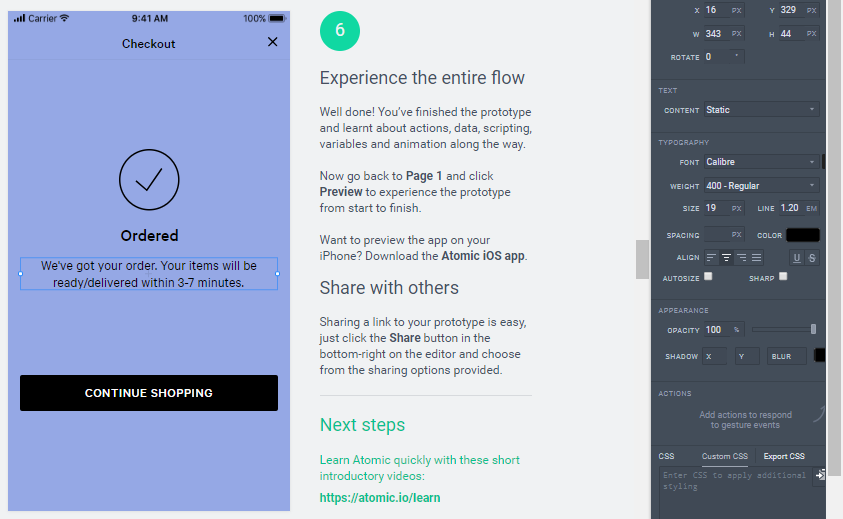 Carrier 9:41 AM 100%
Checkout
Ordered
We've got your order. Your items will be
ready/delivered within 3-7 minutes.
CONTINUE SHOPPING
6
Experience the entire flow
Well done! You've finished the prototype
and learnt about actions, data, scripting,
variables and animation along the way.
Now go back to Page 1 and click
Preview to experience the prototype
from start to finish.
Want to preview the app on your
iPhone? Download the Atomic iOS app.
Share with others
Sharing a link to your prototype is easy,
just click the Share button in the
bottom-right on the editor and choose
from the sharing options provided.
Next steps
Learn Atomic quickly with these short
introductory videos:
https://atomic.io/learn
X 16 PX Y 329 PX
W 343 PX H 44 PX
ROTATE 0 °
TEXT
CONTENT Static
TYPOGRAPHY
FONT Calibre
WEIGHT 400 - Regular
SIZE 19 PX LINE 1.20 EM
SPACING PX COLOR
ALIGN U S
AUTOSIZE SHARP
APPEARANCE
OPACITY 100 %
SHADOW X Y BLUR
ACTIONS
Add actions to respond
to gesture events
CSS Custom CSS Export CSS
Enter CSS to apply additional
styling